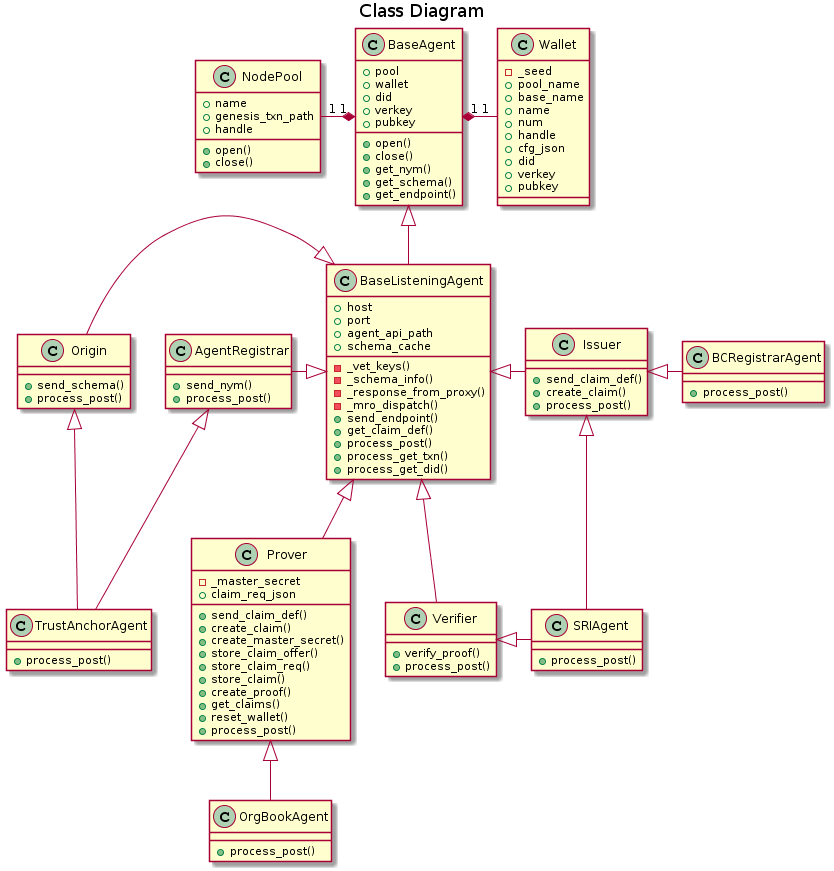 Class Diagram
C BaseAgent
pool
wallet
did
verkey
pubkey
open()
close()
get_nym()
get_schema()
get_endpoint()
C Wallet
_seed
pool_name
base_name
name
num
handle
cfg_json
did
verkey
pubkey
C NodePool
name
genesis_txn_path
handle
open()
close()
1 1
1 1
C BaseListeningAgent
host
port
agent_api_path
schema_cache
_vet_keys()
_schema_info()
_response_from_proxy()
_mro_dispatch()
send_endpoint()
get_claim_def()
process_post()
process_get_txn()
process_get_did()
C Origin
send_schema()
process_post()
C AgentRegistrar
send_nym()
process_post()
C Issuer
send_claim_def()
create_claim()
process_post()
C BCRegistrarAgent
process_post()
C Prover
_master_secret
claim_req_json
send_claim_def()
create_claim()
create_master_secret()
store_claim_offer()
store_claim_req()
store_claim()
create_proof()
get_claims()
reset_wallet()
process_post()
C TrustAnchorAgent
process_post()
C Verifier
verify_proof()
process_post()
C SRIAgent
process_post()
C OrgBookAgent
process_post()